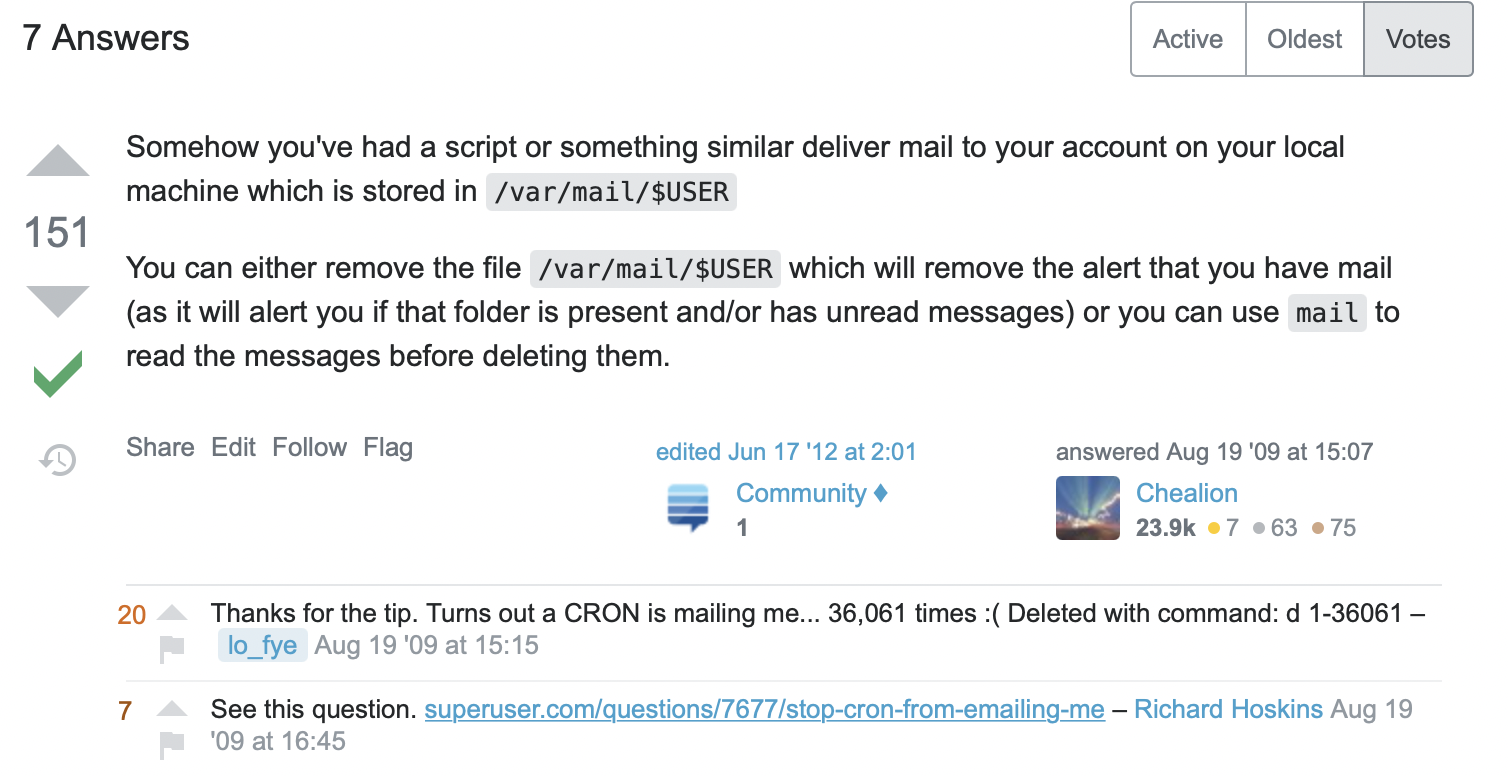 7 Answers
Active Oldest Votes
Somehow you've had a script or something similar deliver mail to your account on your local
machine which is stored in /var/mail/$USER
151
You can either remove the file /var/mail/$USER which will remove the alert that you have mail
(as it will alert you if that folder is present and/or has unread messages) or you can use mail to
read the messages before deleting them.
Share Edit Follow Flag
edited Jun 17 '12 at 2:01
Community ♦
1
answered Aug 19 '09 at 15:07
Chealion
23.9k ●7 ●63 ●75
20 Thanks for the tip. Turns out a CRON is mailing me... 36,061 times :( Deleted with command: d 1-36061 –
lo_fye Aug 19 '09 at 15:15
7 See this question. superuser.com/questions/7677/stop-cron-from-emailing-me – Richard Hoskins Aug 19
'09 at 16:45